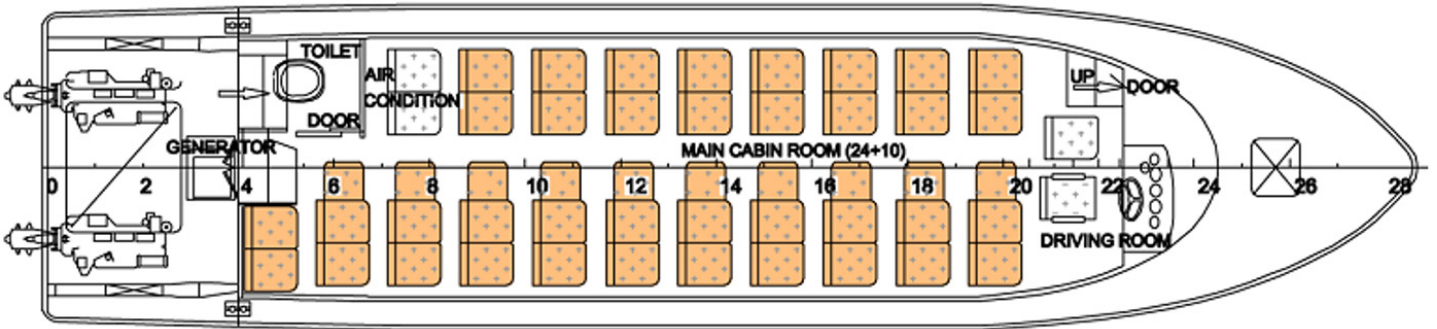 TOILET
AIR
CONDITION
UP
DOOR
DOOR
GENERATOR
MAIN CABIN ROOM (24+10)
0 2 4 6 8 10 12 14 16 18 20 22 24 26 28
DRIVING ROOM